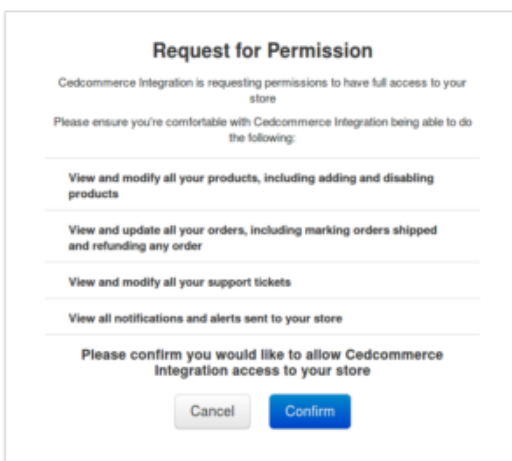 Request for Permission
Cedcommerce Integration is requesting permissions to have full access to your
store
Please ensure you're comfortable with Cedcommerce Integration being able to do
the following:
View and modify all your products, including adding and disabling
products
View and update all your orders, including marking orders shipped
and refunding any order
View and modify all your support tickets
View all notifications and alerts sent to your store
Please confirm you would like to allow Cedcommerce
Integration access to your store
Cancel Confirm